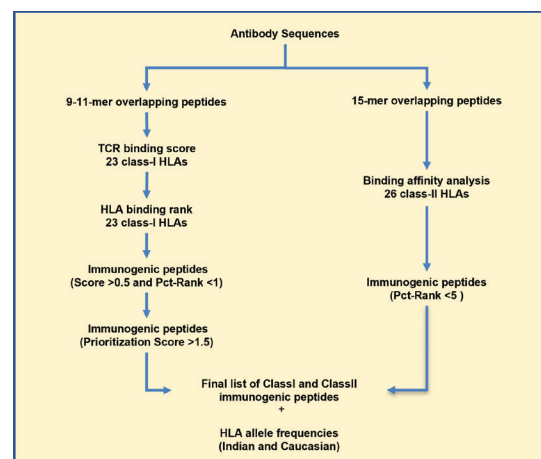 Antibody Sequences
9-11-mer overlapping peptides
TCR binding score
23 class-I HLAs
HLA binding rank
23 class-I HLAs
Immunogenic peptides
(Score >0.5 and Pct-Rank <1)
Immunogenic peptides
(Prioritization Score >1.5)
15-mer overlapping peptides
Binding affinity analysis
26 class-II HLAs
Immunogenic peptides
(Pct-Rank <5 )
Final list of ClassI and ClassII
immunogenic peptides
+
HLA allele frequencies
(Indian and Caucasian)